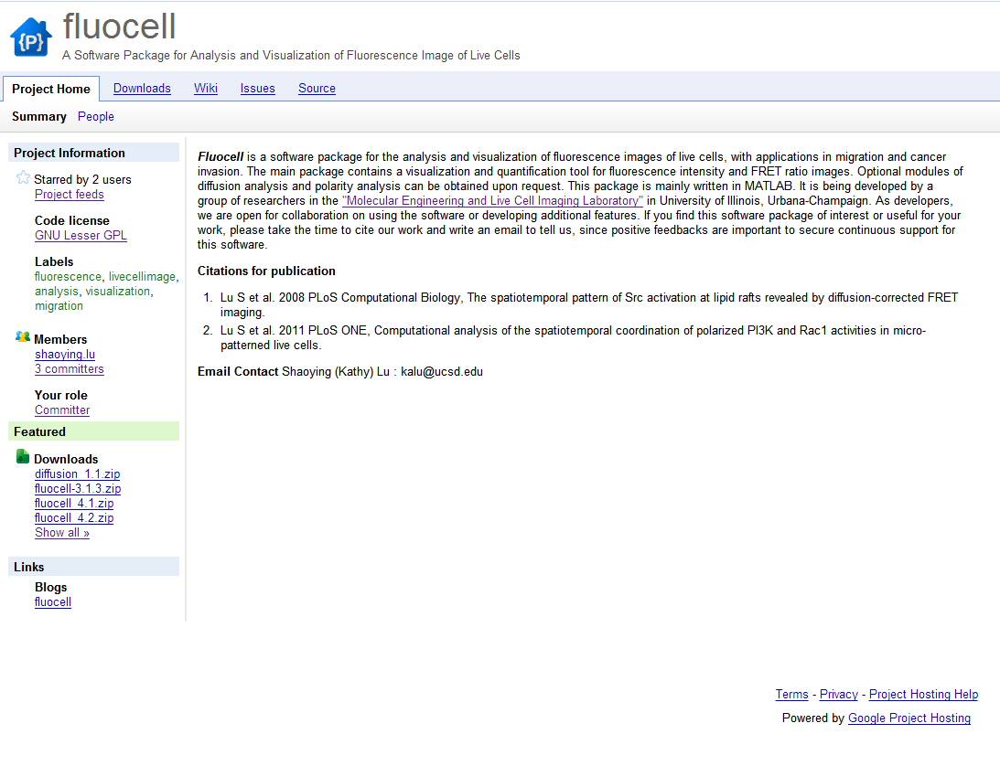 {P}
fluocell
A Software Package for Analysis and Visualization of Fluorescence Image of Live Cells
Project Home Downloads Wiki Issues Source
Summary People
Project Information
Starred by 2 users
Project feeds
Code license
GNU Lesser GPL
Labels
fluorescence, livecellimage,
analysis, visualization,
migration
Members
shaoying.lu
3 committers
Your role
Committer
Featured
Downloads
diffusion_1.1.zip
fluocell-3.1.3.zip
fluocell_4.1.zip
fluocell_4.2.zip
Show all »
Links
Blogs
fluocell
Fluocell is a software package for the analysis and visualization of fluorescence images of live cells, with applications in migration and cancer
invasion. The main package contains a visualization and quantification tool for fluorescence intensity and FRET ratio images. Optional modules of
diffusion analysis and polarity analysis can be obtained upon request. This package is mainly written in MATLAB. It is being developed by a
group of researchers in the "Molecular Engineering and Live Cell Imaging Laboratory" in University of Illinois, Urbana-Champaign. As developers,
we are open for collaboration on using the software or developing additional features. If you find this software package of interest or useful for your
work, please take the time to cite our work and write an email to tell us, since positive feedbacks are important to secure continuous support for
this software.
Citations for publication
1. Lu S et al. 2008 PLoS Computational Biology, The spatiotemporal pattern of Src activation at lipid rafts revealed by diffusion-corrected FRET
imaging.
2. Lu S et al. 2011 PLoS ONE, Computational analysis of the spatiotemporal coordination of polarized PI3K and Rac1 activities in micro-
patterned live cells.
Email Contact Shaoying (Kathy) Lu : kalu@ucsd.edu
Terms - Privacy - Project Hosting Help
Powered by Google Project Hosting